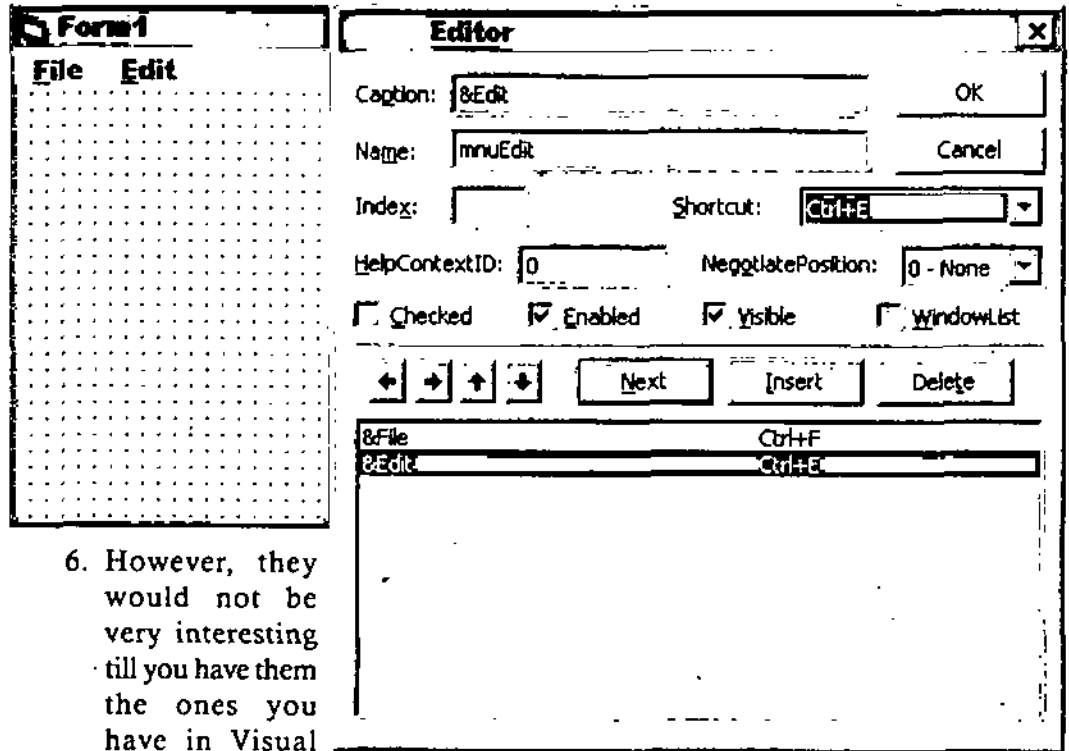 Form1
File Edit
Editor
Caption: &Edit OK
Name: mnuEdit Cancel
Index: Shortcut: Ctrl+E
HelpContextID: 0 NegotiatePosition: 0 - None
Checked Enabled Visible WindowList
Next Insert Delete
&File Ctrl+F
&Edit Ctrl+E
6. However, they
would not be
very interesting
till you have them
the ones you
have in Visual